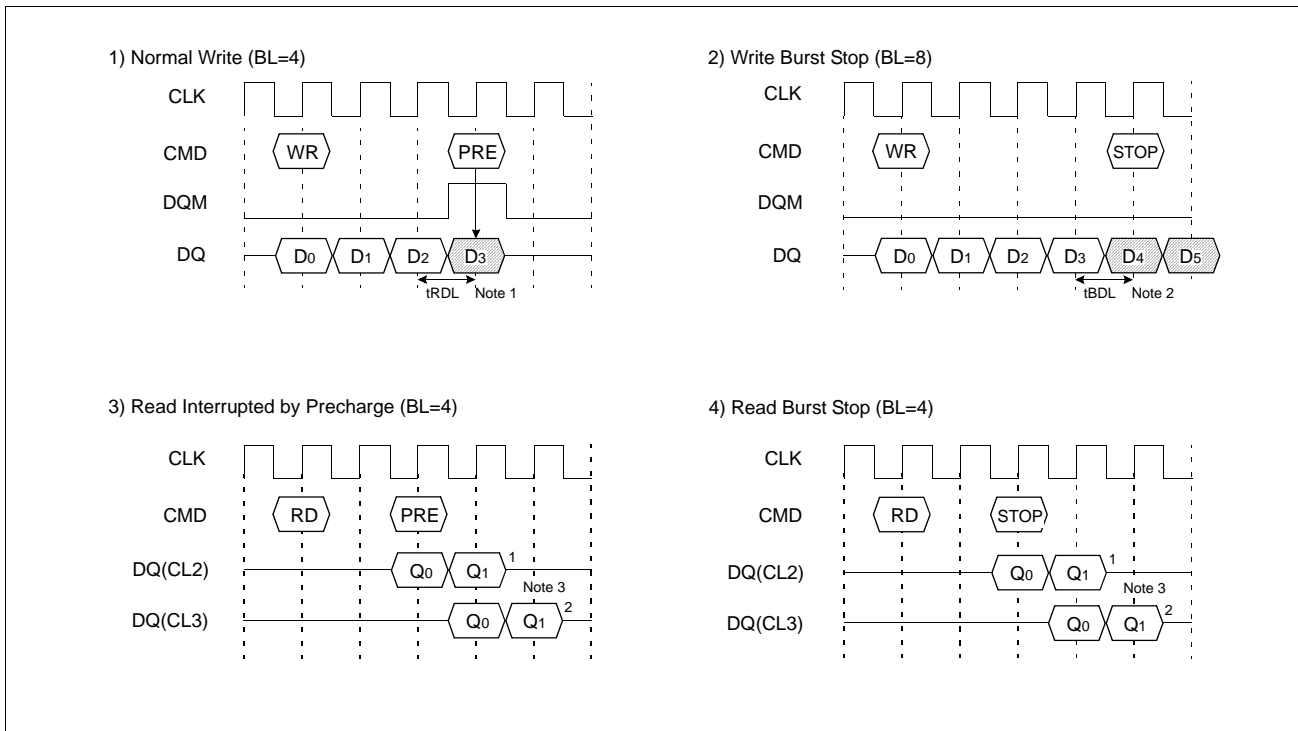 1) Normal Write (BL=4)
CLK
CMD WR PRE
DQM
DQ D0 D1 D2 D3
tRDL Note 1
2) Write Burst Stop (BL=8)
CLK
CMD WR STOP
DQM
DQ D0 D1 D2 D3 D4 D5
tBDL Note 2
3) Read Interrupted by Precharge (BL=4)
CLK
CMD RD PRE
DQ(CL2) Q0 Q1 1
Note 3
DQ(CL3) Q0 Q1 2
4) Read Burst Stop (BL=4)
CLK
CMD RD STOP
DQ(CL2) Q0 Q1 1
Note 3
DQ(CL3) Q0 Q1 2